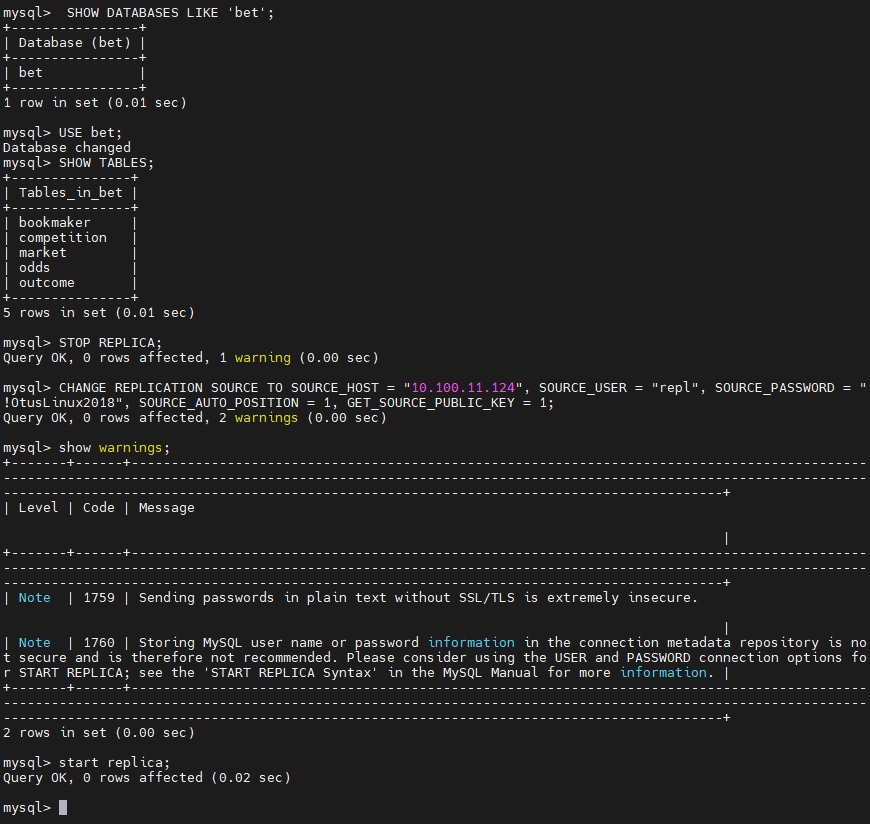 mysql>  SHOW DATABASES LIKE 'bet';
+----------------+
| Database (bet) |
+----------------+
| bet            |
+----------------+
1 row in set (0.01 sec)

mysql> USE bet;
Database changed
mysql> SHOW TABLES;
+---------------+
| Tables_in_bet |
+---------------+
| bookmaker     |
| competition   |
| market        |
| odds          |
| outcome       |
+---------------+
5 rows in set (0.01 sec)

mysql> STOP REPLICA;
Query OK, 0 rows affected, 1 warning (0.00 sec)

mysql> CHANGE REPLICATION SOURCE TO SOURCE_HOST = "10.100.11.124", SOURCE_USER = "repl", SOURCE_PASSWORD = "
!OtusLinux2018", SOURCE_AUTO_POSITION = 1, GET_SOURCE_PUBLIC_KEY = 1;
Query OK, 0 rows affected, 2 warnings (0.00 sec)

mysql> show warnings;
+-------+------+--------------------------------------------------------------------------------------------
------------------------------------------------------------------------------------------------------------
------------------------------------------------------------------------------------------+
| Level | Code | Message

                                                                                          |
+-------+------+--------------------------------------------------------------------------------------------
------------------------------------------------------------------------------------------------------------
------------------------------------------------------------------------------------------+
| Note  | 1759 | Sending passwords in plain text without SSL/TLS is extremely insecure.

                                                                                          |
| Note  | 1760 | Storing MySQL user name or password information in the connection metadata repository is no
t secure and is therefore not recommended. Please consider using the USER and PASSWORD connection options fo
r START REPLICA; see the 'START REPLICA Syntax' in the MySQL Manual for more information. |
+-------+------+--------------------------------------------------------------------------------------------
------------------------------------------------------------------------------------------------------------
------------------------------------------------------------------------------------------+
2 rows in set (0.00 sec)

mysql> start replica;
Query OK, 0 rows affected (0.02 sec)

mysql>